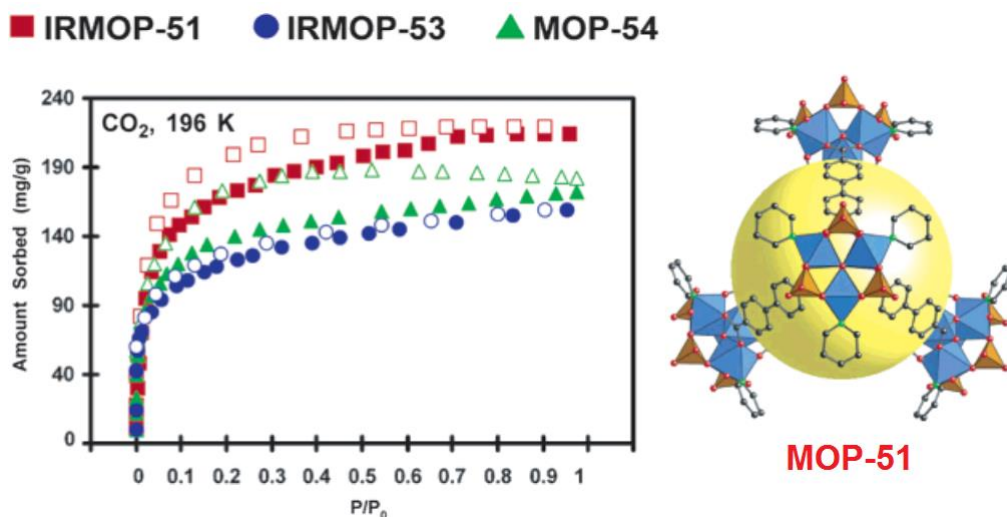 IRMOP-51 IRMOP-53 MOP-54
CO₂, 196 K
Amount Sorbed (mg/g)
240
190
140
90
40
0
0 0.1 0.2 0.3 0.4 0.5 0.6 0.7 0.8 0.9 1
P/P₀
MOP-51